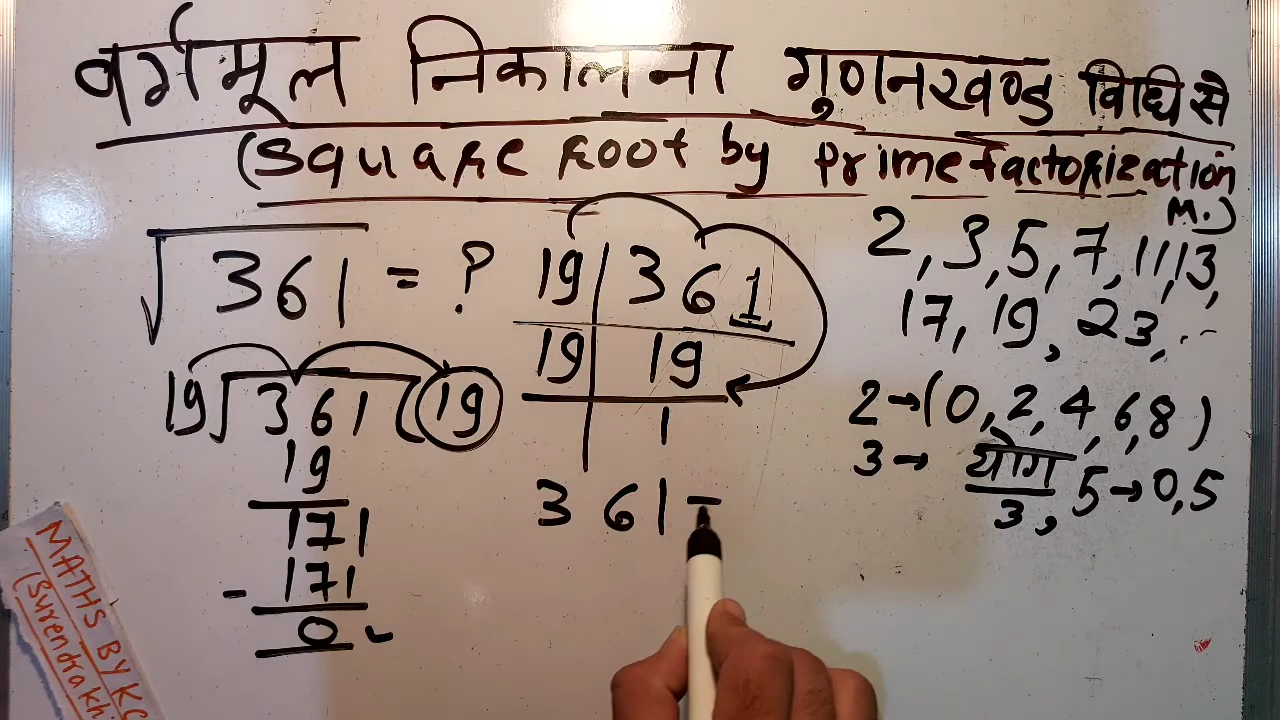 वर्गमूल निकालना गुणनखण्ड विधि से
(Square Root by prime factorization
M.)
√361 = ?
19 | 361
19 | 19
1
361 =
19√361(19
19
171
- 171
0
2, 3, 5, 7, 11, 13,
17, 19, 23, ..
2→(0, 2, 4, 6, 8)
3→ योग/3, 5→0,5
MATHS BY KC
(Surendra Kh